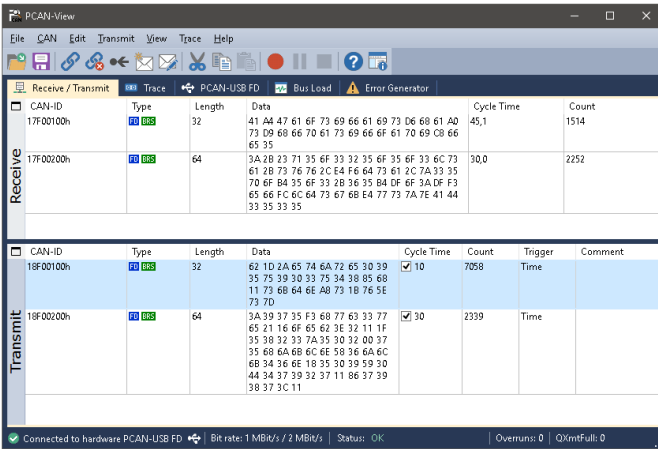 PCAN-View
File CAN Edit Transmit View Trace Help
Receive / Transmit Trace PCAN-USB FD Bus Load Error Generator
CAN-ID Type Length Data Cycle Time Count
17F00100h FD BRS 32 41 A4 47 61 6F 73 69 66 61 69 73 D6 68 61 A0 45,1 1514
73 D9 68 66 70 61 73 69 66 6F 61 70 69 C8 66
65 35
17F00200h FD BRS 64 3A 2B 23 71 35 6F 33 32 35 6F 35 6F 33 6C 73 30,0 2252
61 2B 73 76 76 2C E4 F6 64 73 61 2C 7A 33 35
70 6F B4 35 6F 33 2B 36 35 B4 DF 6F 3A DF F3
65 66 FC 6C 64 73 67 6B E4 77 73 7A 7E 41 44
33 35 33 35
Receive
CAN-ID Type Length Data Cycle Time Count Trigger Comment
18F00100h FD BRS 32 62 1D 2A 65 74 6A 72 65 30 39 10 7058 Time
35 75 39 30 33 75 34 38 85 68
11 73 6B 64 6E A8 73 1B 76 5E
73 7D
18F00200h FD BRS 64 3A 39 37 35 F3 68 77 63 33 77 30 2339 Time
65 21 16 6F 65 62 3E 32 11 1F
35 38 32 33 7A 35 30 32 00 37
35 68 6A 6B 6C 6E 58 36 6A 6C
6B 34 36 6E 18 35 30 39 59 30
44 34 37 39 32 37 11 86 37 39
38 37 3C 11
Transmit
Connected to hardware PCAN-USB FD Bit rate: 1 MBit/s / 2 MBit/s Status: OK Overruns: 0 QXmtFull: 0